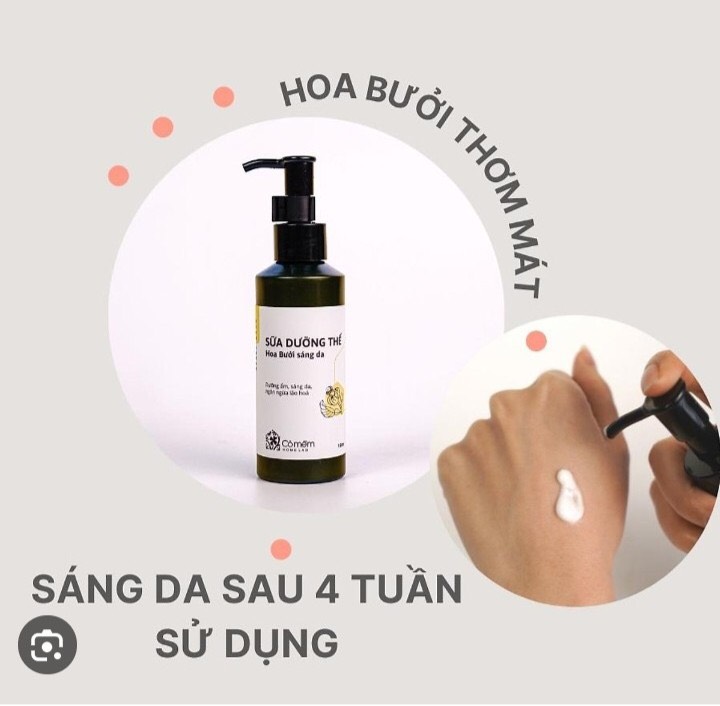 HOA BƯỞI THƠM MÁT
SỮA DƯỠNG THỂ
Hoa Bưởi sáng da
Dưỡng ẩm, sáng da,
ngăn ngừa lão hoá
Cỏ mềm
HOME LAB
SÁNG DA SAU 4 TUẦN
SỬ DỤNG